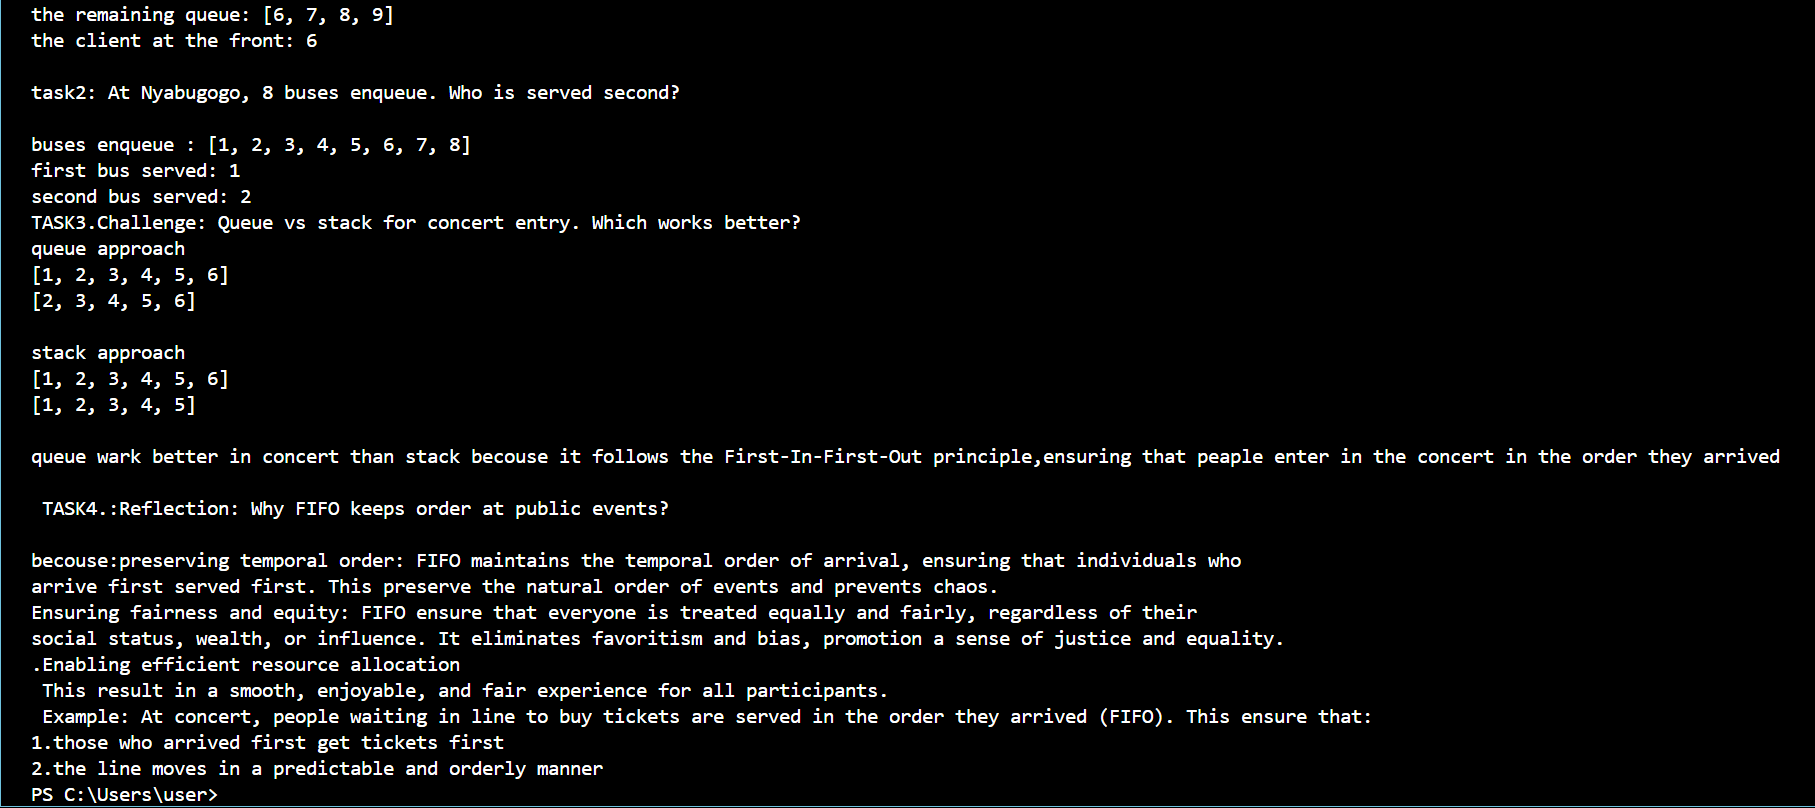 the remaining queue: [6, 7, 8, 9]
the client at the front: 6
task2: At Nyabugogo, 8 buses enqueue. Who is served second?
buses enqueue : [1, 2, 3, 4, 5, 6, 7, 8]
first bus served: 1
second bus served: 2
TASK3.Challenge: Queue vs stack for concert entry. Which works better?
queue approach
[1, 2, 3, 4, 5, 6]
[2, 3, 4, 5, 6]
stack approach
[1, 2, 3, 4, 5, 6]
[1, 2, 3, 4, 5]
queue wark better in concert than stack becouse it follows the First-In-First-Out principle,ensuring that peaple enter in the concert in the order they arrived
TASK4.:Reflection: Why FIFO keeps order at public events?
becouse:preserving temporal order: FIFO maintains the temporal order of arrival, ensuring that individuals who
arrive first served first. This preserve the natural order of events and prevents chaos.
Ensuring fairness and equity: FIFO ensure that everyone is treated equally and fairly, regardless of their
social status, wealth, or influence. It eliminates favoritism and bias, promotion a sense of justice and equality.
.Enabling efficient resource allocation
This result in a smooth, enjoyable, and fair experience for all participants.
Example: At concert, people waiting in line to buy tickets are served in the order they arrived (FIFO). This ensure that:
1.those who arrived first get tickets first
2.the line moves in a predictable and orderly manner
PS C:\Users\user>